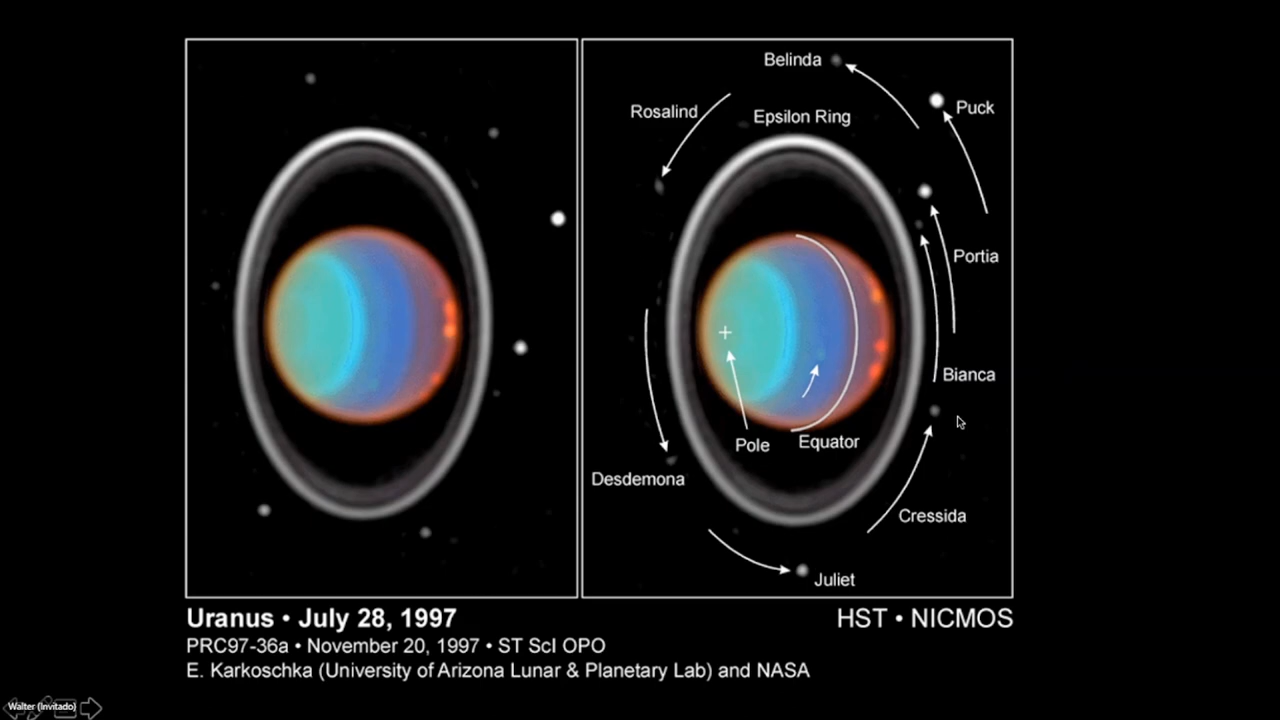 Belinda
Puck
Rosalind
Epsilon Ring
Portia
Bianca
Pole
Equator
Desdemona
Cressida
Juliet
Uranus • July 28, 1997
HST • NICMOS
PRC97-36a • November 20, 1997 • ST ScI OPO
E. Karkoschka (University of Arizona Lunar & Planetary Lab) and NASA
Walter (Invitado)